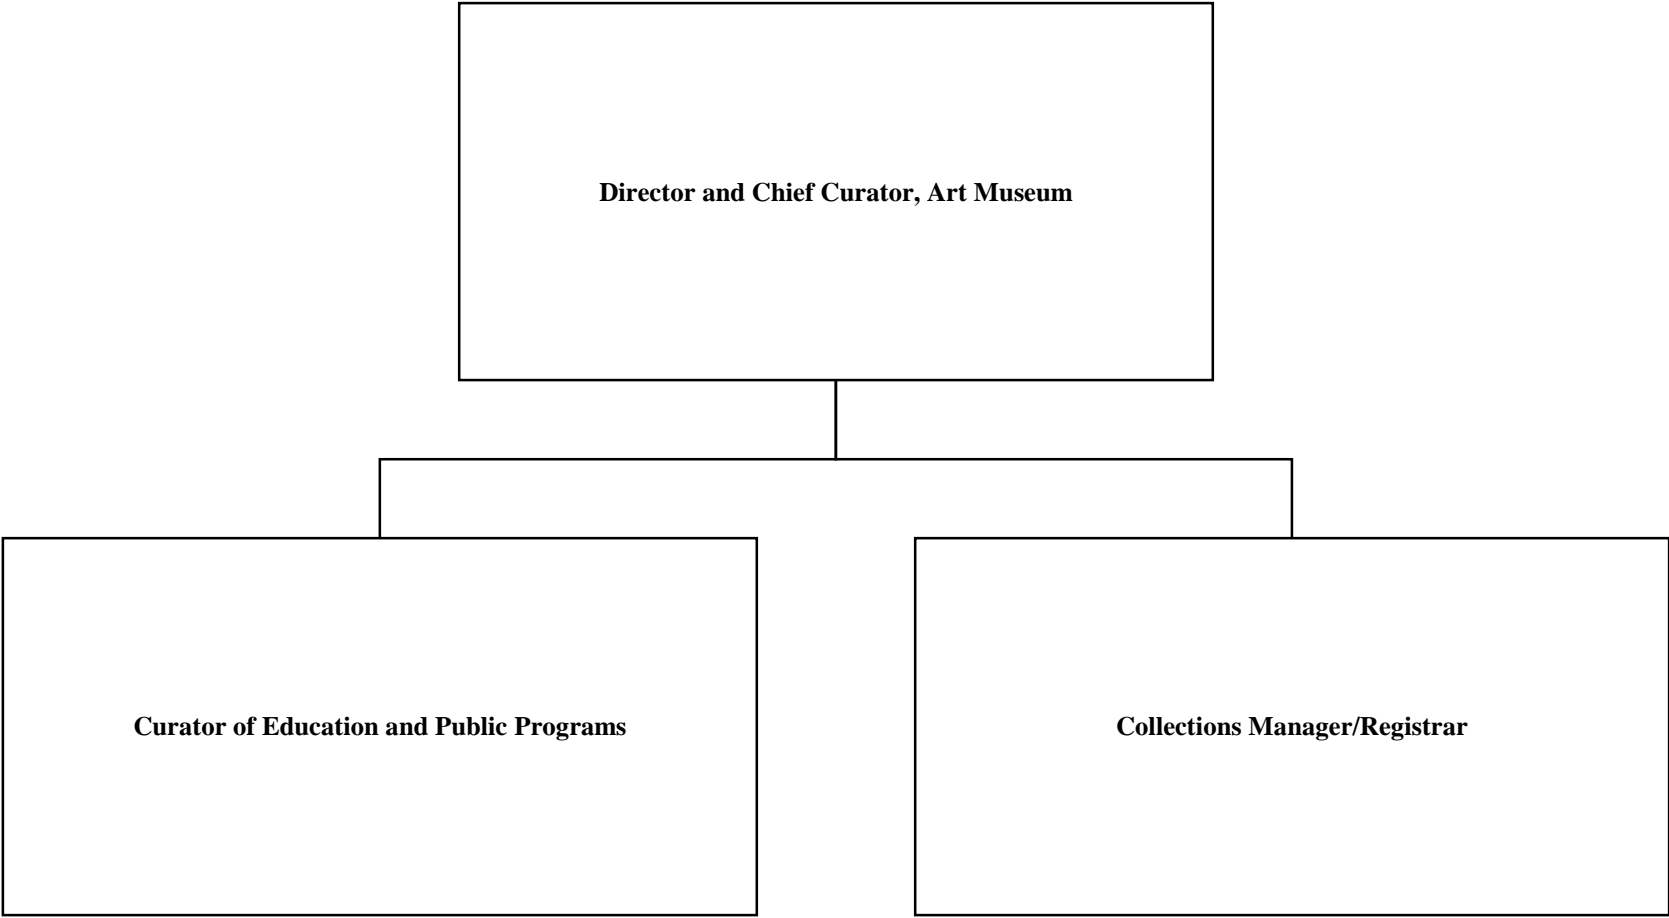 Director and Chief Curator, Art Museum
Curator of Education and Public Programs
Collections Manager/Registrar